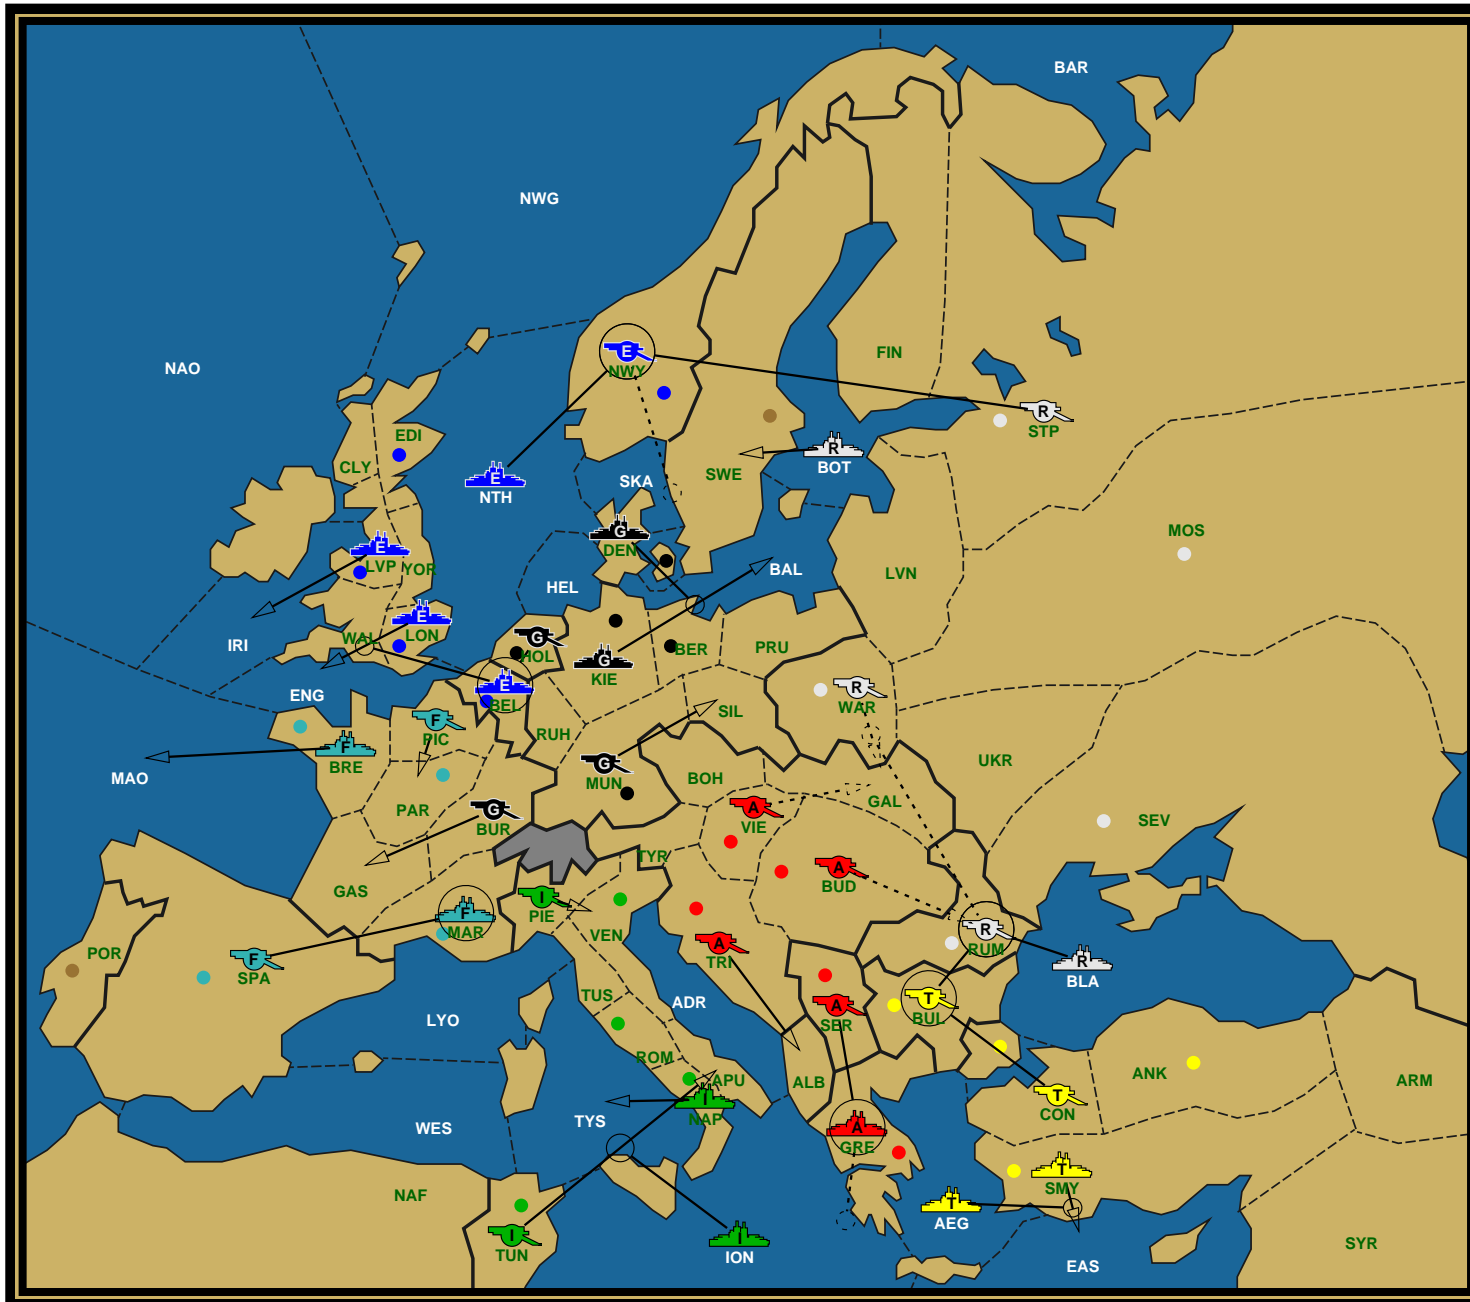 BAR
NWG
NAO
FIN
E
NWY
R
STP
EDI
CLY
SKA
SWE
R
BOT
E
NTH
MOS
G
DEN
E
LVP
YOR
HEL
BAL
LVN
E
LON
WAL
IRI
G
HOL
G
KIE
BER
PRU
ENG
E
BEL
R
WAR
F
PIC
RUH
SIL
UKR
F
BRE
MAO
G
MUN
BOH
GAL
PAR
G
BUR
A
VIE
SEV
TYR
A
BUD
GAS
I
PIE
F
MAR
VEN
R
RUM
POR
F
SPA
A
TRI
R
BLA
TUS
ADR
A
SER
T
BUL
LYO
ROM
APU
ALB
ANK
ARM
T
CON
I
NAP
TYS
WES
A
GRE
NAF
T
SMY
T
AEG
I
TUN
I
ION
SYR
EAS